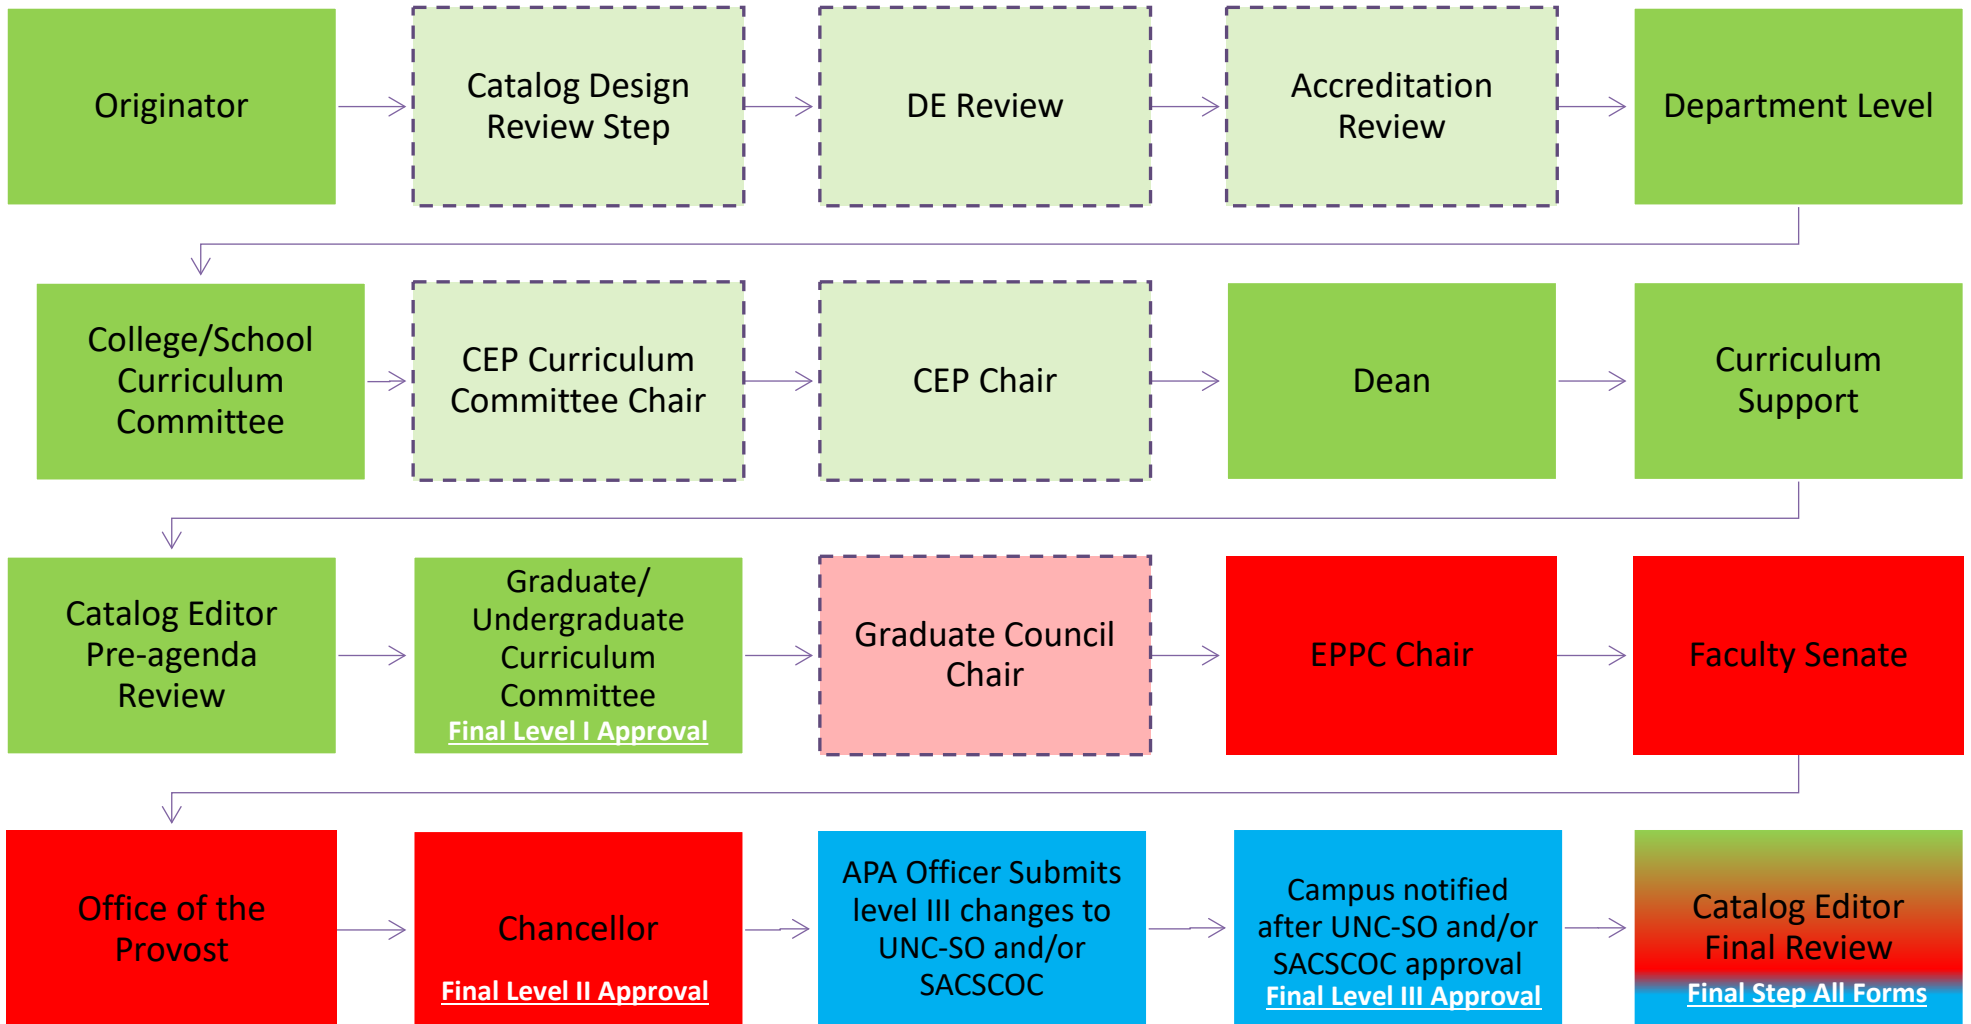 Originator
Catalog Design
Review Step
DE Review
Accreditation
Review
Department Level
College/School
Curriculum
Committee
CEP Curriculum
Committee Chair
CEP Chair
Dean
Curriculum
Support
Catalog Editor
Pre-agenda
Review
Graduate/
Undergraduate
Curriculum
Committee
Final Level I Approval
Graduate Council
Chair
EPPC Chair
Faculty Senate
Office of the
Provost
Chancellor
Final Level II Approval
APA Officer Submits
level III changes to
UNC-SO and/or
SACSCOC
Campus notified
after UNC-SO and/or
SACSCOC approval
Final Level III Approval
Catalog Editor
Final Review
Final Step All Forms